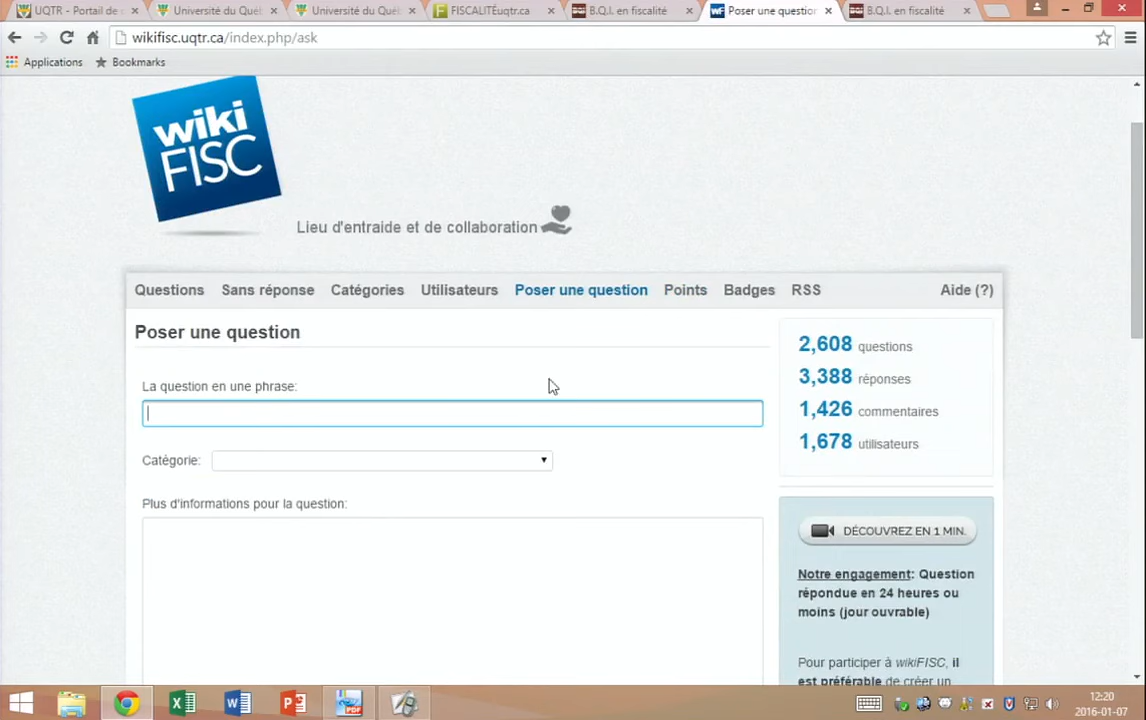 UQTR - Portail de
Université du Qué
Université du Qué
FISCALITÉuqtr.ca
B.Q.I. en fiscalité
Poser une question
B.Q.I. en fiscalité
wikifisc.uqtr.ca/index.php/ask
Applications
Bookmarks
wiki
FISC
Lieu d'entraide et de collaboration
Questions
Sans réponse
Catégories
Utilisateurs
Poser une question
Points
Badges
RSS
Aide (?)
Poser une question
La question en une phrase:
Catégorie:
Plus d'informations pour la question:
2,608 questions
3,388 réponses
1,426 commentaires
1,678 utilisateurs
DÉCOUVREZ EN 1 MIN.
Notre engagement: Question
répondue en 24 heures ou
moins (jour ouvrable)
Pour participer à wikiFISC, il
est préférable de créer un
12:20
2016-01-07